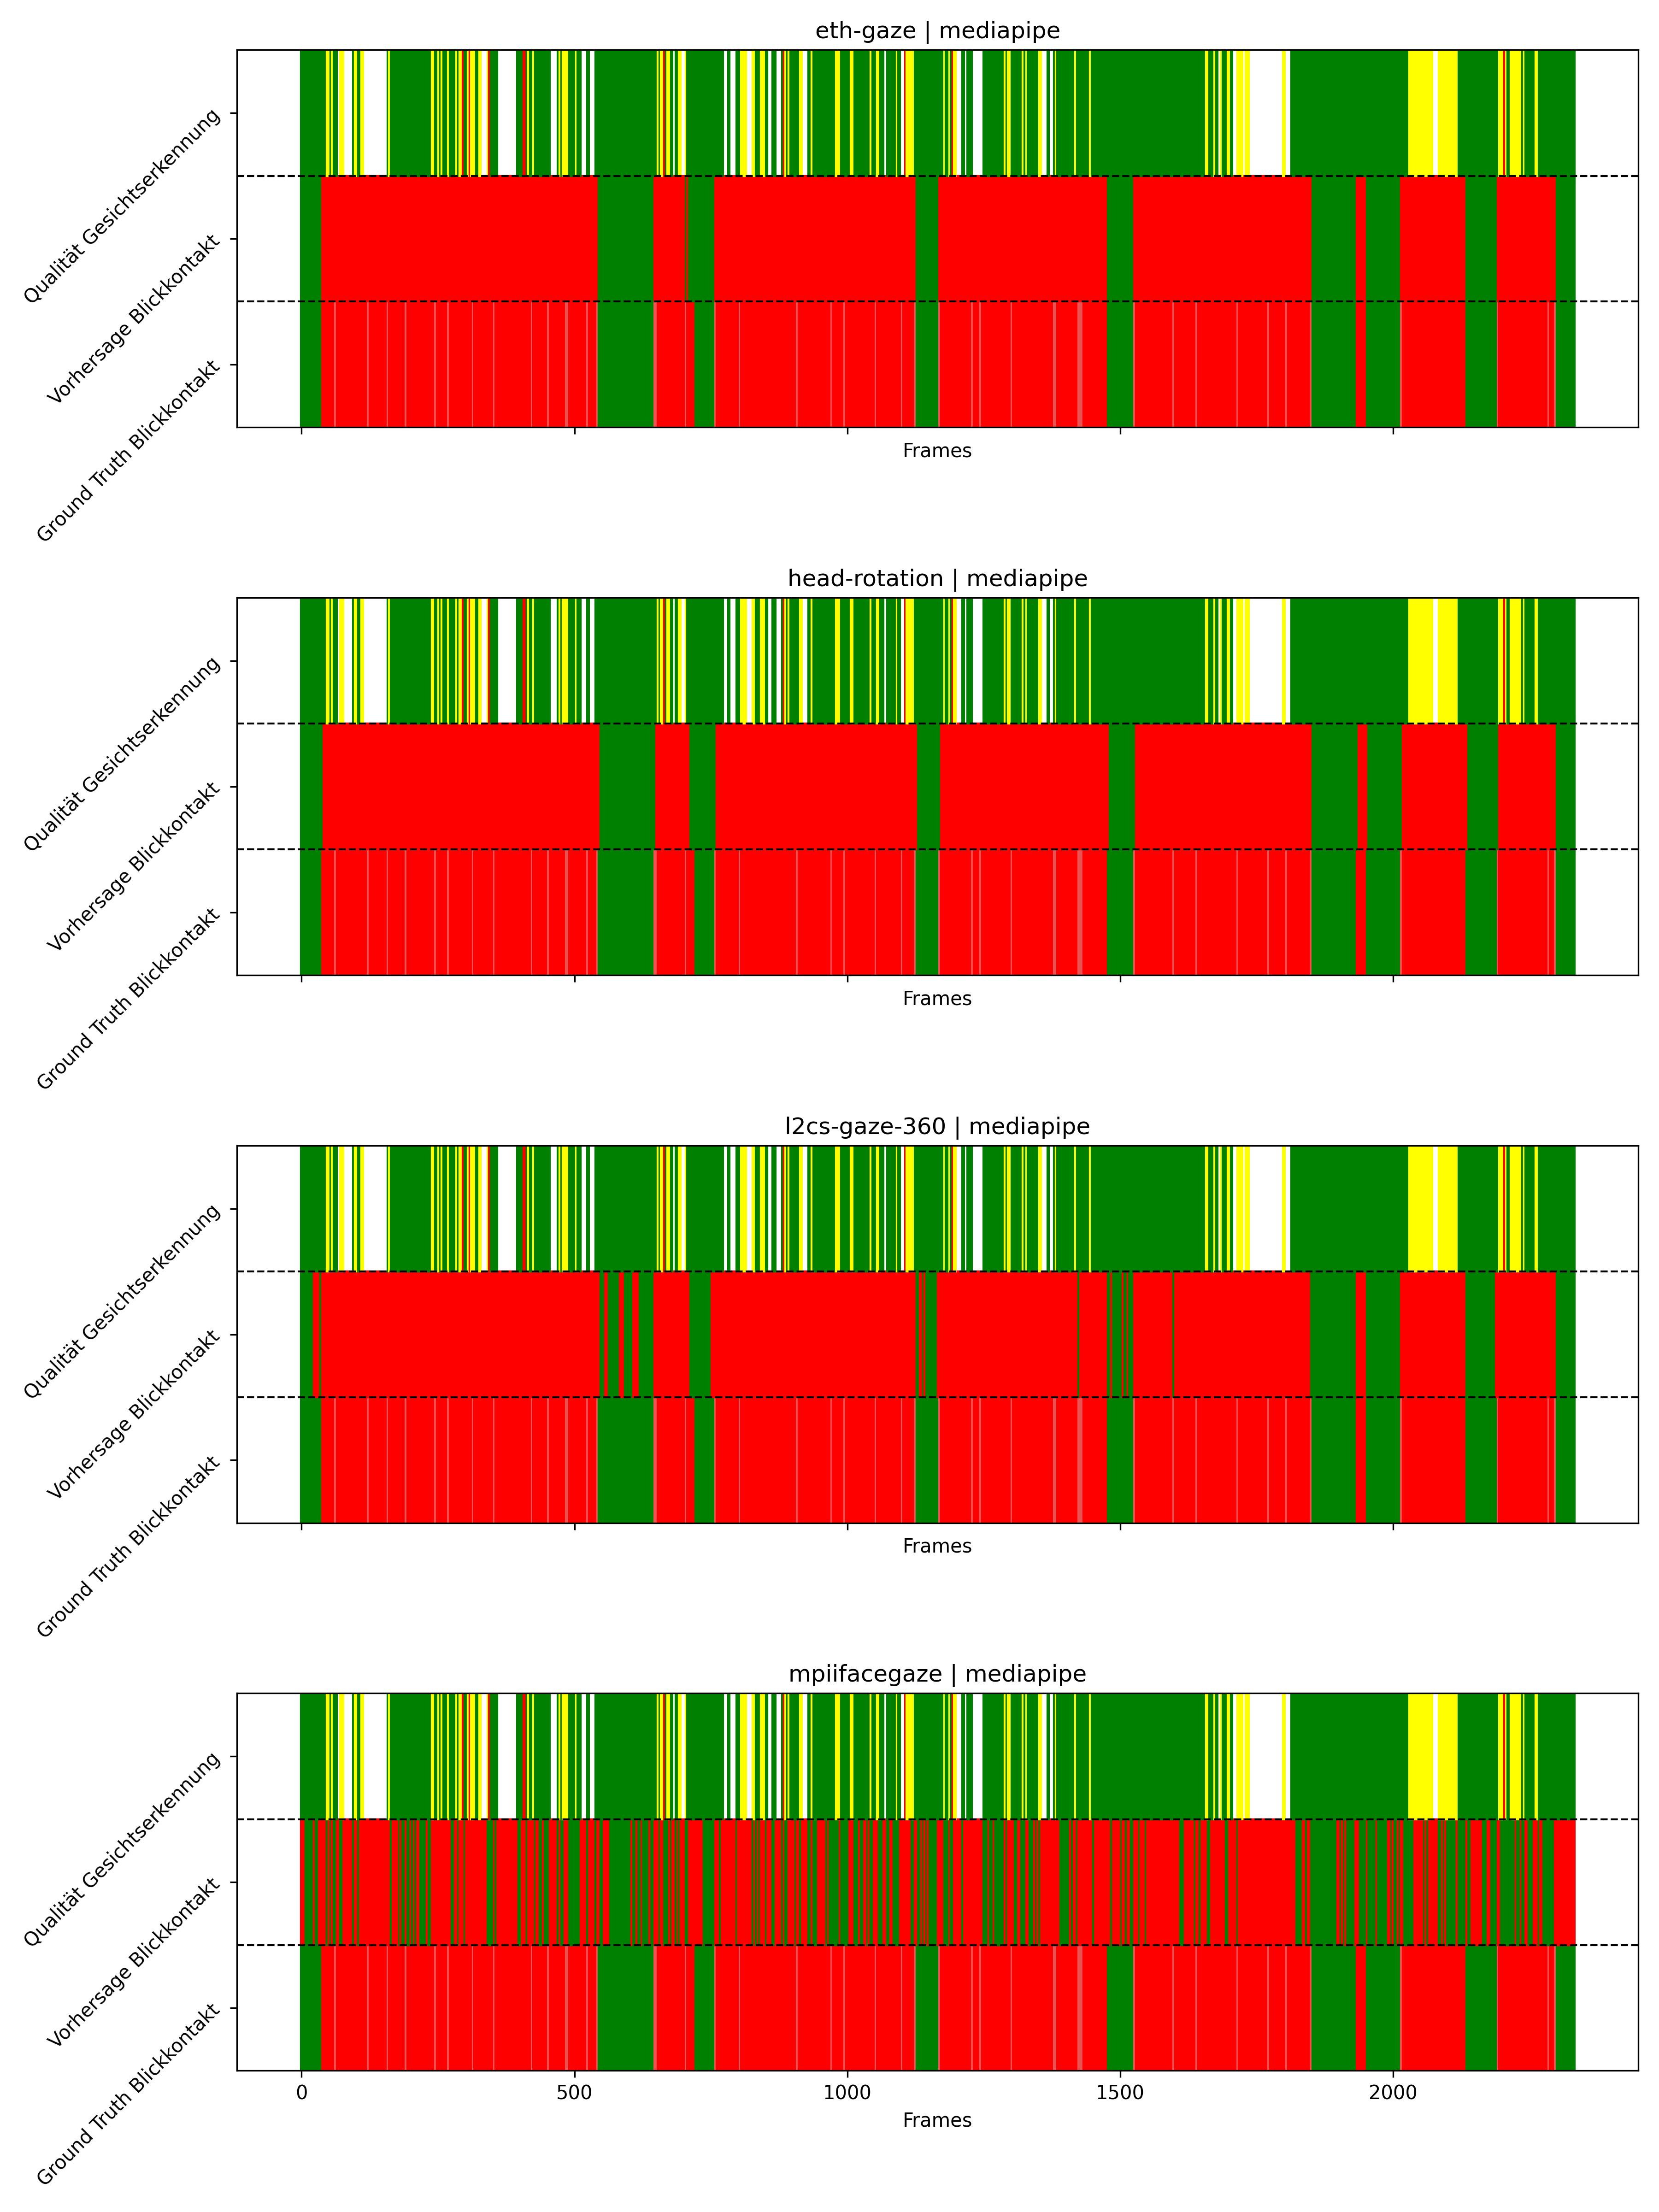 eth-gaze | mediapipe
Qualität Gesichtserkennung
Vorhersage Blickkontakt
Ground Truth Blickkontakt
Frames
head-rotation | mediapipe
Qualität Gesichtserkennung
Vorhersage Blickkontakt
Ground Truth Blickkontakt
Frames
l2cs-gaze-360 | mediapipe
Qualität Gesichtserkennung
Vorhersage Blickkontakt
Ground Truth Blickkontakt
Frames
mpiifacegaze | mediapipe
Qualität Gesichtserkennung
Vorhersage Blickkontakt
Ground Truth Blickkontakt
0 500 1000 1500 2000
Frames